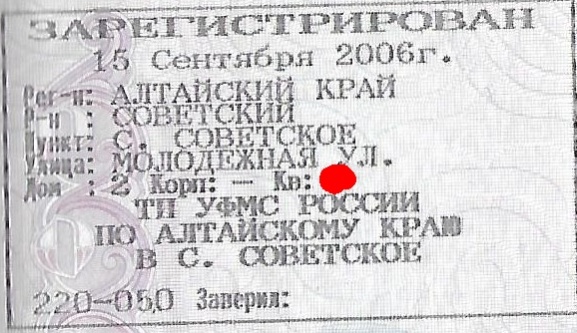 ЗАРЕГИСТРИРОВАН
15 Сентября 2006г.
Рег-н: АЛТАЙСКИЙ КРАЙ
Р-н : СОВЕТСКИЙ
Пункт: С. СОВЕТСКОЕ
Улица: МОЛОДЕЖНАЯ УЛ.
Дом : 2 Корп: — Кв:
ТП УФМС РОССИИ
ПО АЛТАЙСКОМУ КРАЮ
В С. СОВЕТСКОЕ
220-050 Заверил: